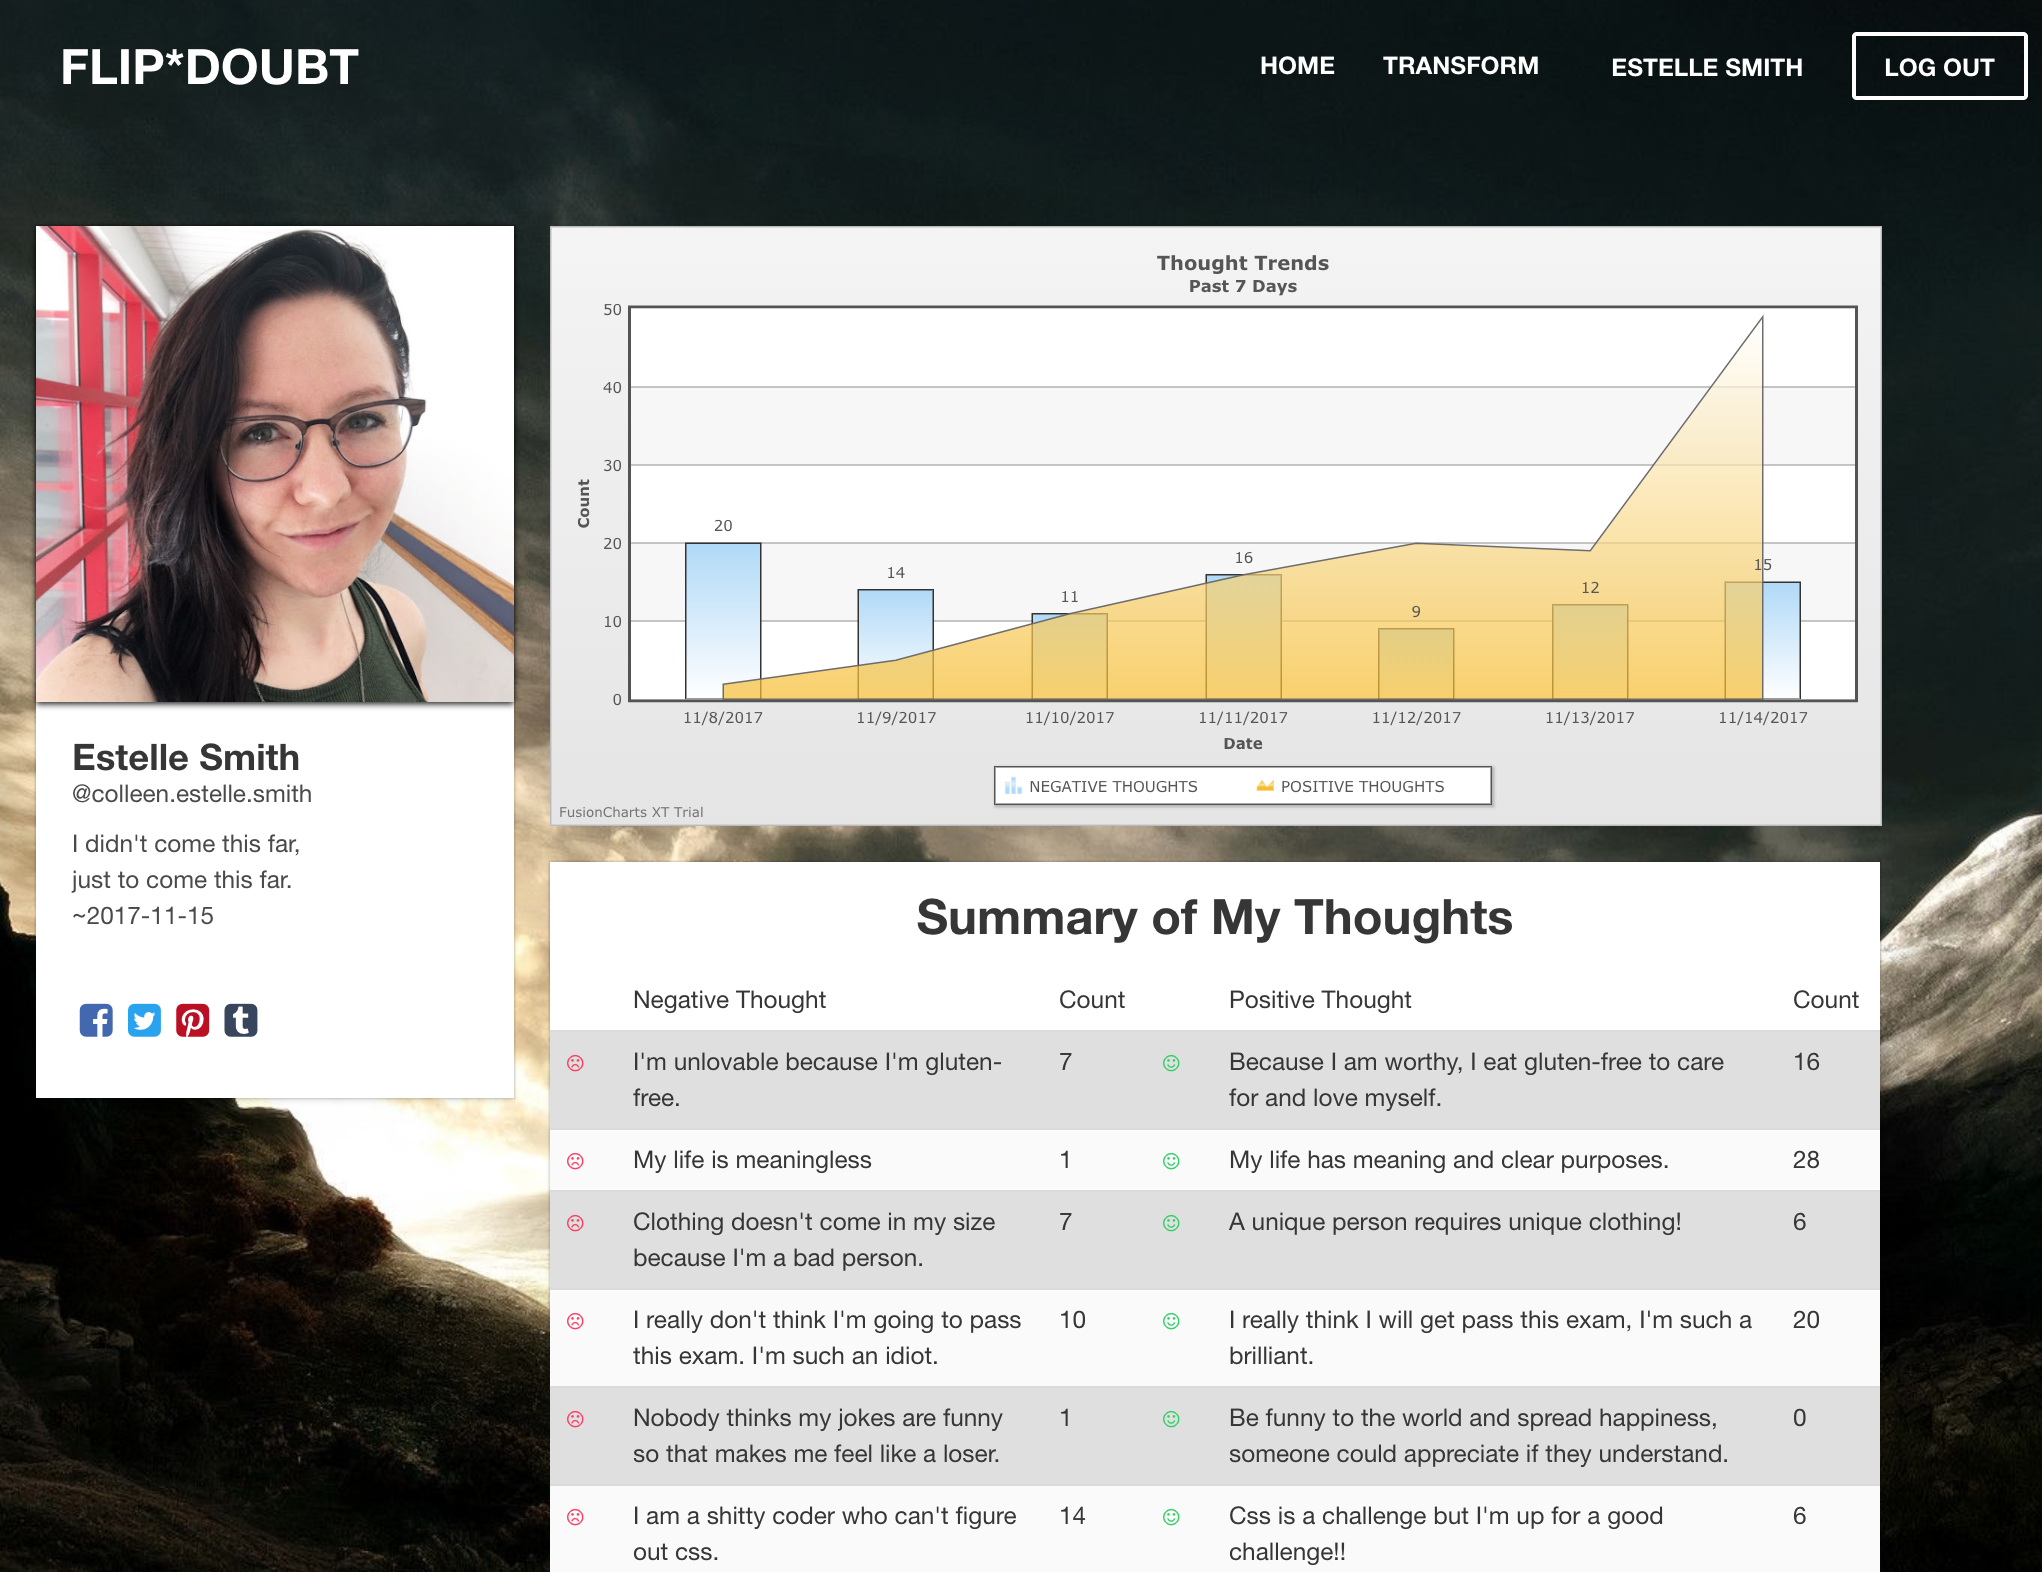 FLIP*DOUBT
HOME TRANSFORM ESTELLE SMITH LOG OUT
Estelle Smith
@colleen.estelle.smith
I didn't come this far,
just to come this far.
~2017-11-15
Thought Trends
Past 7 Days
50
40
30
20
10
0
Count
20 14 11 16 9 12 15
11/8/2017 11/9/2017 11/10/2017 11/11/2017 11/12/2017 11/13/2017 11/14/2017
Date
NEGATIVE THOUGHTS POSITIVE THOUGHTS
FusionCharts XT Trial
Summary of My Thoughts
Negative Thought Count Positive Thought Count
I'm unlovable because I'm gluten- 7 Because I am worthy, I eat gluten-free to care 16
free. for and love myself.
My life is meaningless 1 My life has meaning and clear purposes. 28
Clothing doesn't come in my size 7 A unique person requires unique clothing! 6
because I'm a bad person.
I really don't think I'm going to pass 10 I really think I will get pass this exam, I'm such a 20
this exam. I'm such an idiot. brilliant.
Nobody thinks my jokes are funny 1 Be funny to the world and spread happiness, 0
so that makes me feel like a loser. someone could appreciate if they understand.
I am a shitty coder who can't figure 14 Css is a challenge but I'm up for a good 6
out css. challenge!!